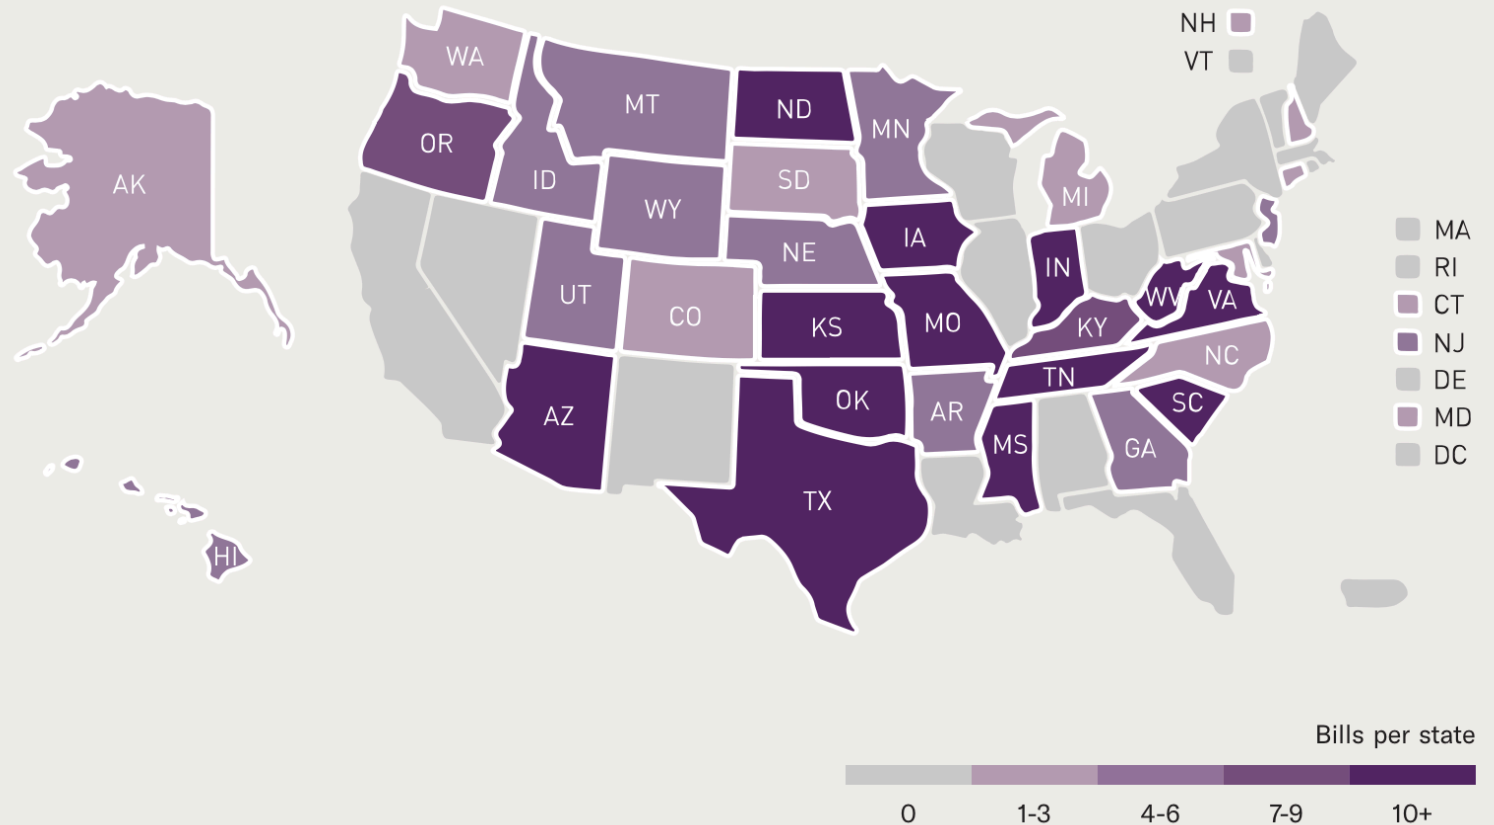 NH
VT
WA
MT
ND
MN
OR
ID
SD
AK
WY
MI
NE
IA
IN
UT
CO
KS
MO
WV
VA
KY
NC
TN
AZ
OK
AR
SC
MS
GA
TX
HI
MA
RI
CT
NJ
DE
MD
DC
Bills per state
0 1-3 4-6 7-9 10+